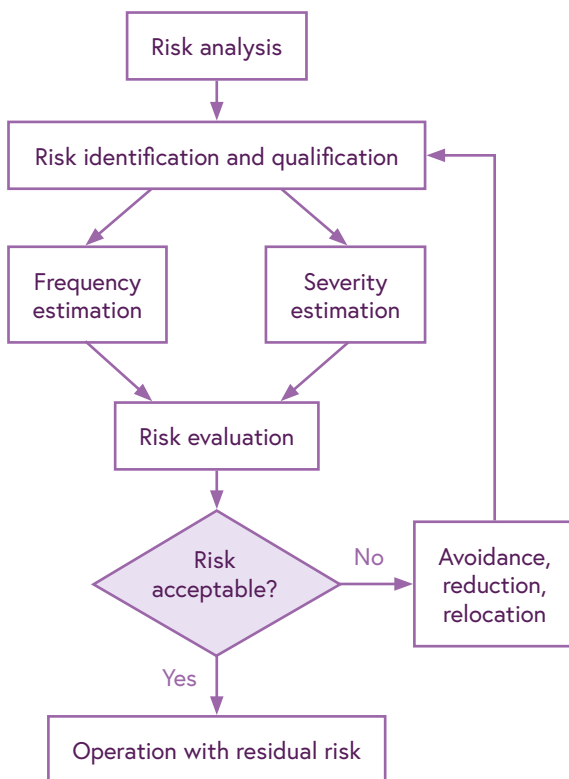 Risk analysis
Risk identification and qualification
Frequency
estimation
Severity
estimation
Risk evaluation
Risk
acceptable?
No
Avoidance,
reduction,
relocation
Yes
Operation with residual risk